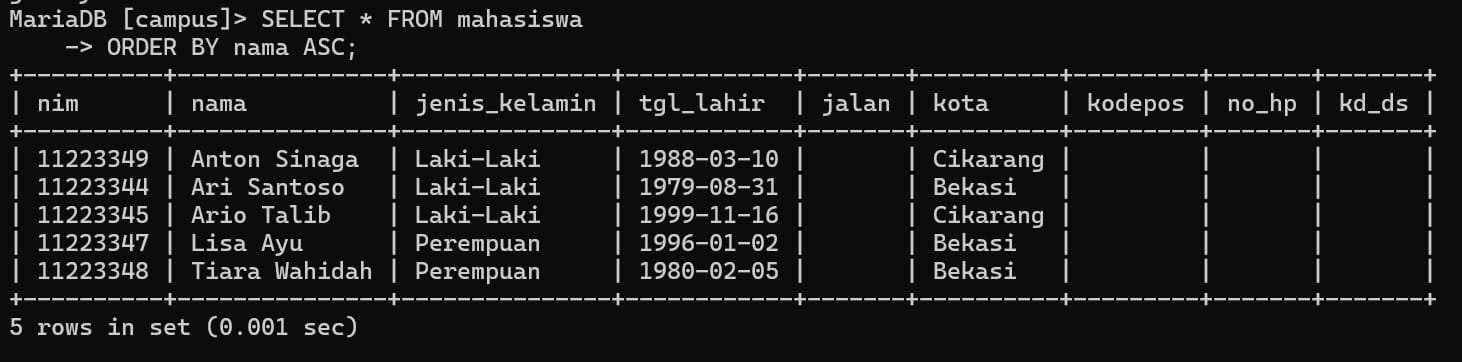 MariaDB [campus]> SELECT * FROM mahasiswa
    -> ORDER BY nama ASC;
+----------+---------------+---------------+------------+-------+----------+---------+-------+-------+
| nim      | nama          | jenis_kelamin | tgl_lahir  | jalan | kota     | kodepos | no_hp | kd_ds |
+----------+---------------+---------------+------------+-------+----------+---------+-------+-------+
| 11223349 | Anton Sinaga  | Laki-Laki     | 1988-03-10 |       | Cikarang |         |       |       |
| 11223344 | Ari Santoso   | Laki-Laki     | 1979-08-31 |       | Bekasi   |         |       |       |
| 11223345 | Ario Talib    | Laki-Laki     | 1999-11-16 |       | Cikarang |         |       |       |
| 11223347 | Lisa Ayu      | Perempuan     | 1996-01-02 |       | Bekasi   |         |       |       |
| 11223348 | Tiara Wahidah | Perempuan     | 1980-02-05 |       | Bekasi   |         |       |       |
+----------+---------------+---------------+------------+-------+----------+---------+-------+-------+
5 rows in set (0.001 sec)